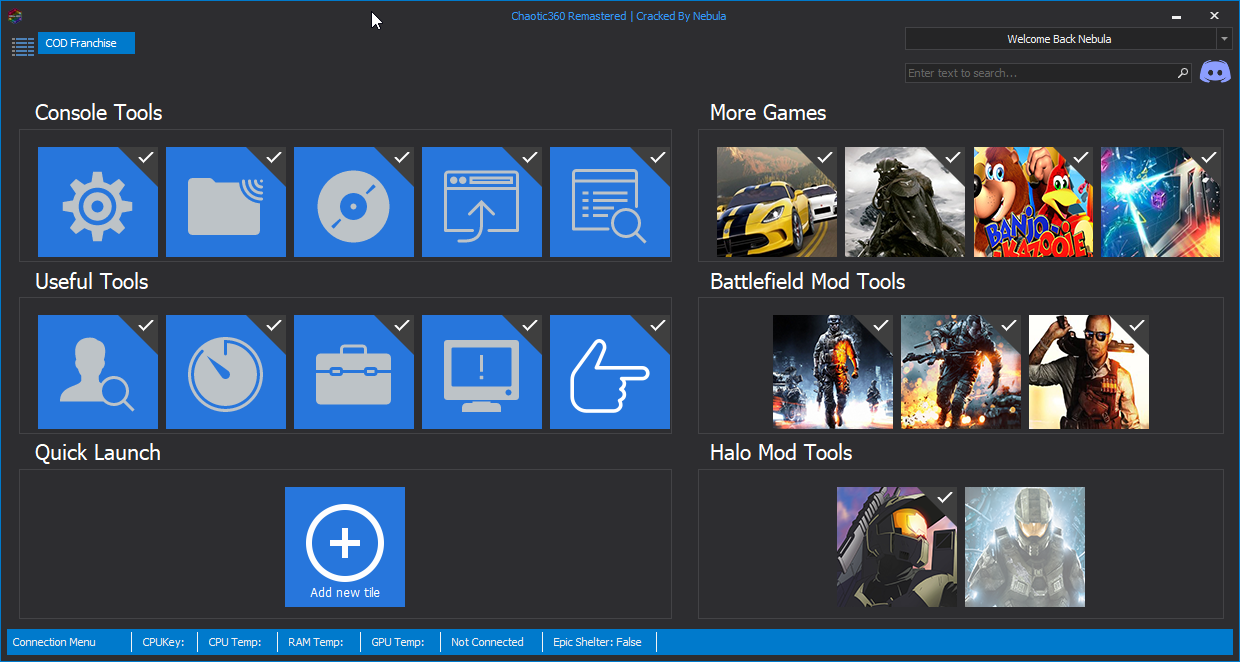 Chaotic360 Remastered | Cracked By Nebula
COD Franchise
Welcome Back Nebula
Enter text to search...
Console Tools
More Games
BANJO-KAZOOIE
Useful Tools
Battlefield Mod Tools
Quick Launch
Halo Mod Tools
Add new tile
Connection Menu
CPUKey:
CPU Temp:
RAM Temp:
GPU Temp:
Not Connected
Epic Shelter: False